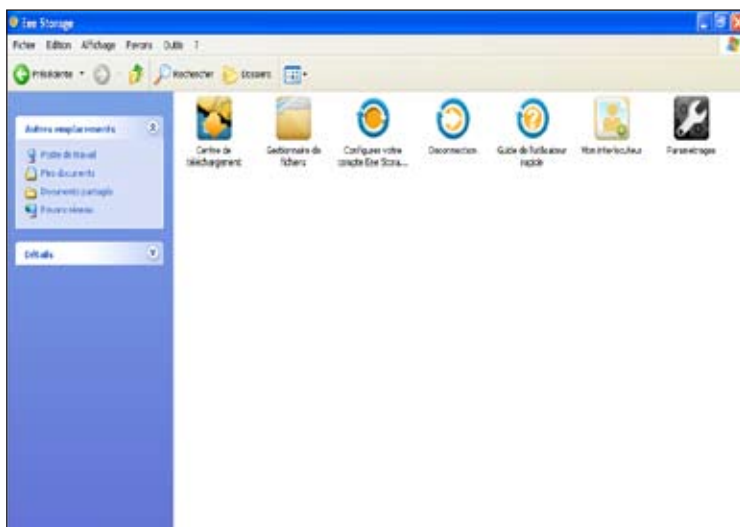 Eee Storage
Fichier Edition Affichage Favoris Outils ?
Précédente Rechercher Dossiers
Autres emplacements
Poste de travail
Mes documents
Documents partagés
Favoris réseau
Détails
Centre de
téléchargement
Gestionnaire de
fichiers
Configurez votre
compte Eee Stora...
Déconnection
Guide de l'utilisateur
rapide
Mon interlocuteur
Paramétrages